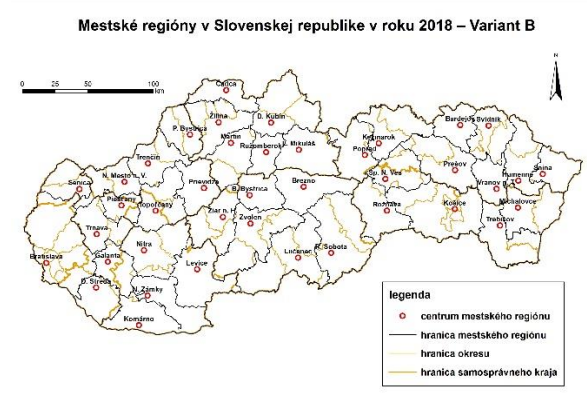 Mestské regióny v Slovenskej republike v roku 2018 – Variant B
N
0 25 50 100
km
Čadca
Žilina
D. Kubín
P. Bystrica
Martin
Ružomberok
L. Mikuláš
Bardejov
Svidník
Kežmarok
Poprad
Trenčín
Prešov
Snina
Humenné
Sp. N. Ves
Vranov n. T.
Senica
N. Mesto n. V.
Prievidza
Brezno
B. Bystrica
Michalovce
Piešťany
Topoľčany
Žiar n. H.
Zvolen
Rožňava
Košice
Trebišov
Trnava
Nitra
R. Sobota
Lučenec
Bratislava
Galanta
Levice
D. Streda
N. Zámky
Komárno
legenda
centrum mestského regiónu
hranica mestského regiónu
hranica okresu
hranica samosprávneho kraja